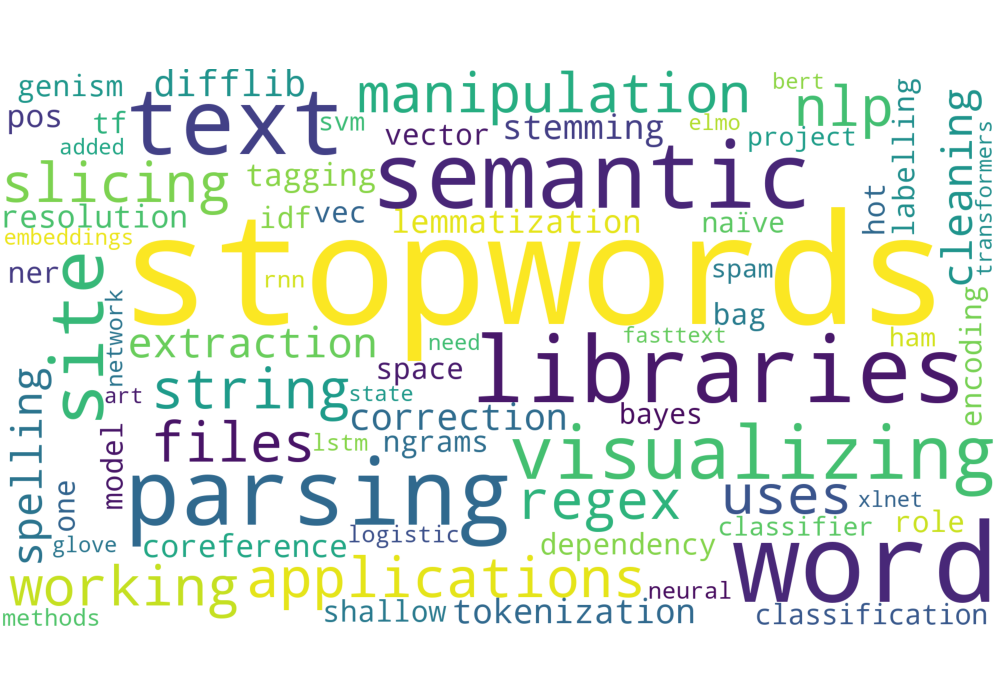 genism
difflib
manipulation
bert
nlp
labelling
cleaning
transformers
pos
tf
text
svm
vector
stemming
elmo
project
added
slicing
tagging
semantic
hot
resolution
idf
vec
lemmatization
naïve
embeddings
stopwords
ner
rnn
spam
site
network
bag
encoding
extraction
need
fasttext
ham
art
string
space
libraries
state
correction
bayes
spelling
model
files
lstm
ngrams
visualizing
one
parsing
regex
uses
xlnet
glove
coreference
logistic
dependency
classifier
role
word
working
applications
neural
methods
shallow
tokenization
classification